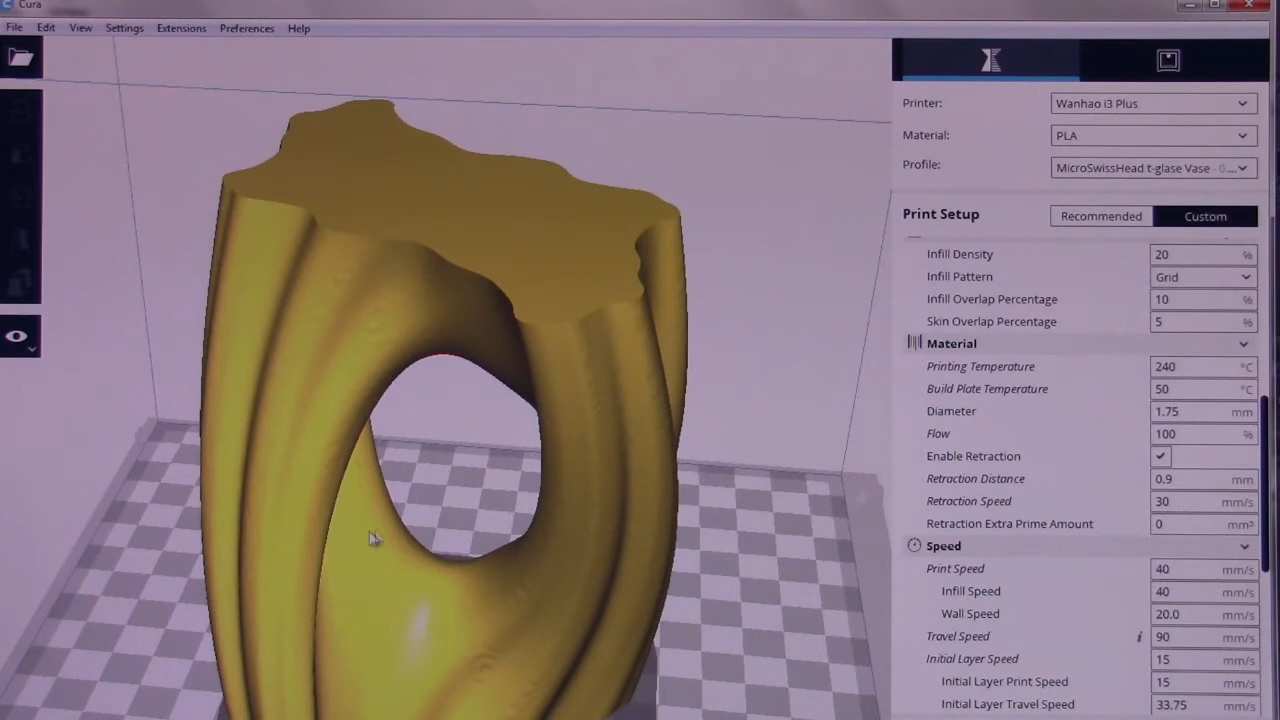 Cura
File Edit View Settings Extensions Preferences Help
Printer: Wanhao i3 Plus
Material: PLA
Profile: MicroSwissHead t-glase Vase - 0....
Print Setup Recommended Custom
Infill Density 20 %
Infill Pattern Grid
Infill Overlap Percentage 10 %
Skin Overlap Percentage 5 %
Material
Printing Temperature 240 °C
Build Plate Temperature 50 °C
Diameter 1.75 mm
Flow 100 %
Enable Retraction
Retraction Distance 0.9 mm
Retraction Speed 30 mm/s
Retraction Extra Prime Amount 0 mm³
Speed
Print Speed 40 mm/s
Infill Speed 40 mm/s
Wall Speed 20.0 mm/s
Travel Speed i 90 mm/s
Initial Layer Speed 15 mm/s
Initial Layer Print Speed 15 mm/s
Initial Layer Travel Speed 33.75 mm/s